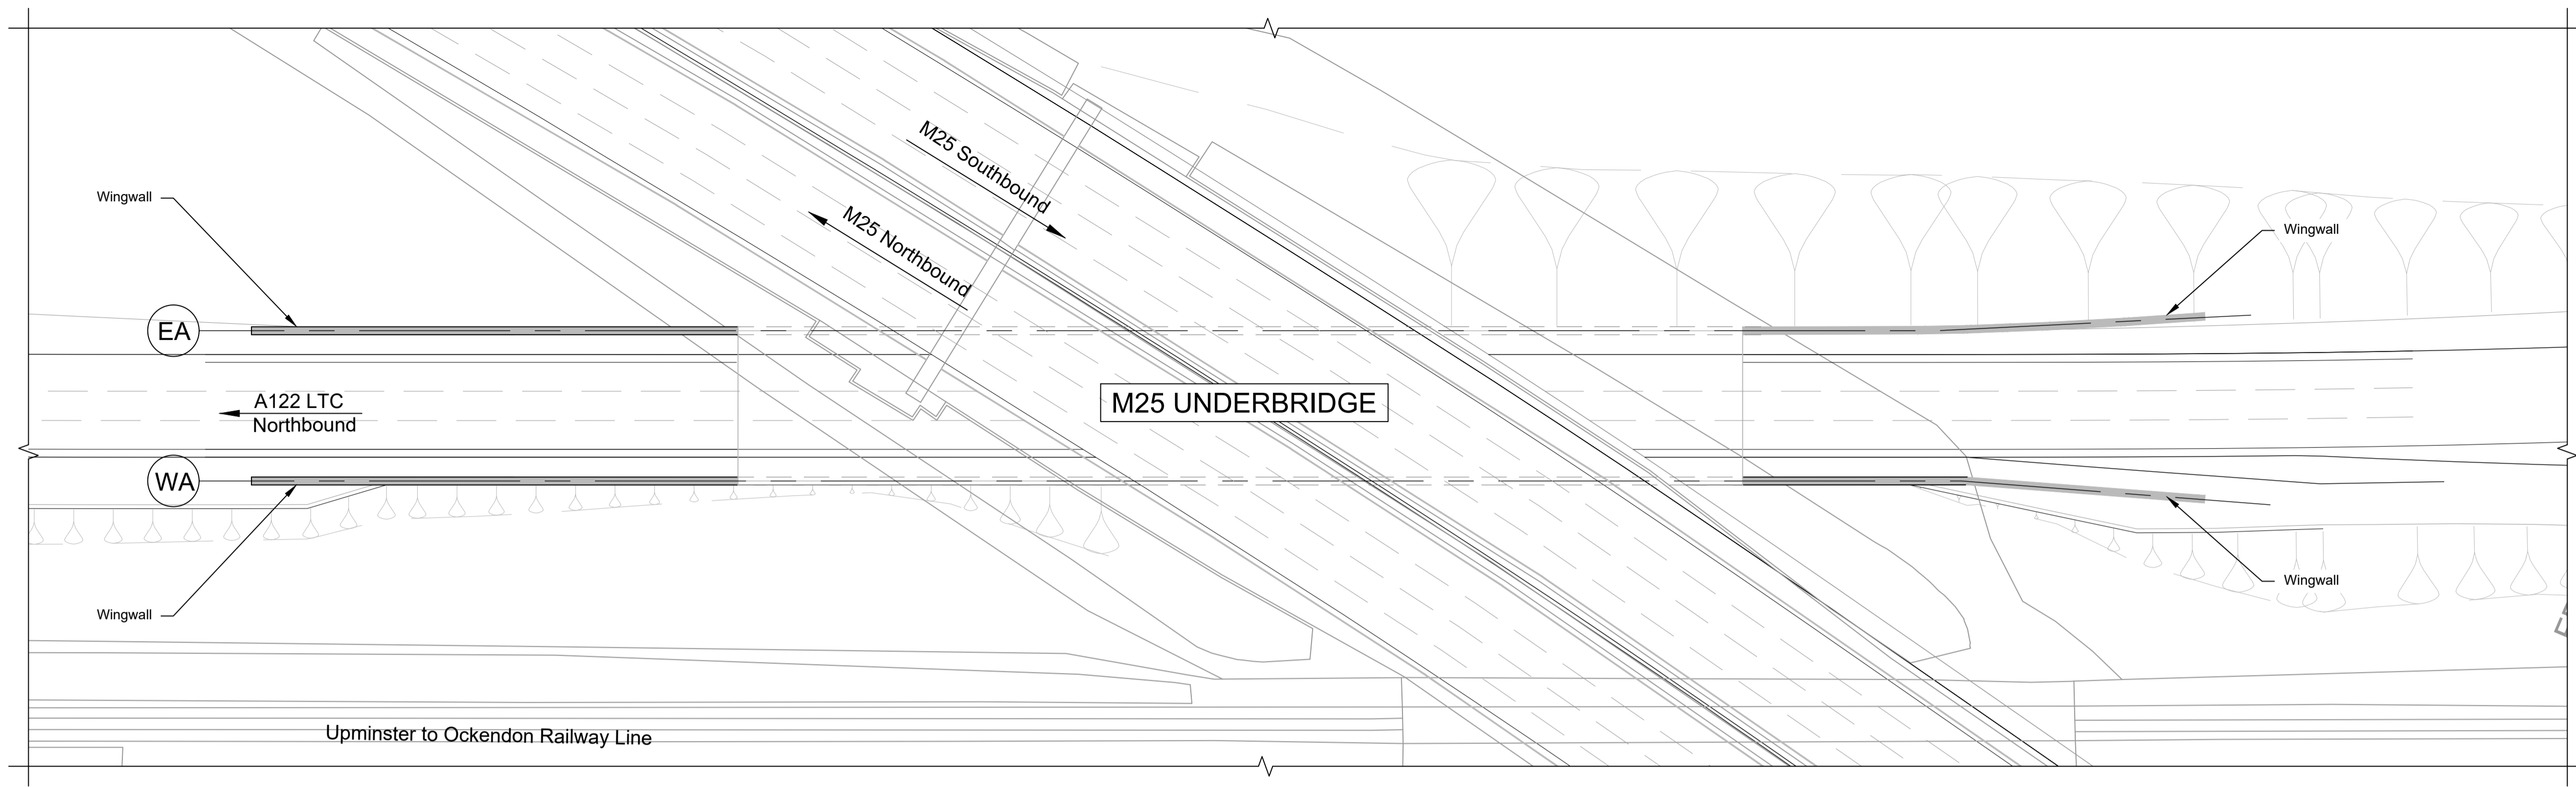 M25 Southbound
Wingwall
M25 Northbound
Wingwall
EA
M25 UNDERBRIDGE
A122 LTC
Northbound
WA
Wingwall
Wingwall
Upminster to Ockendon Railway Line